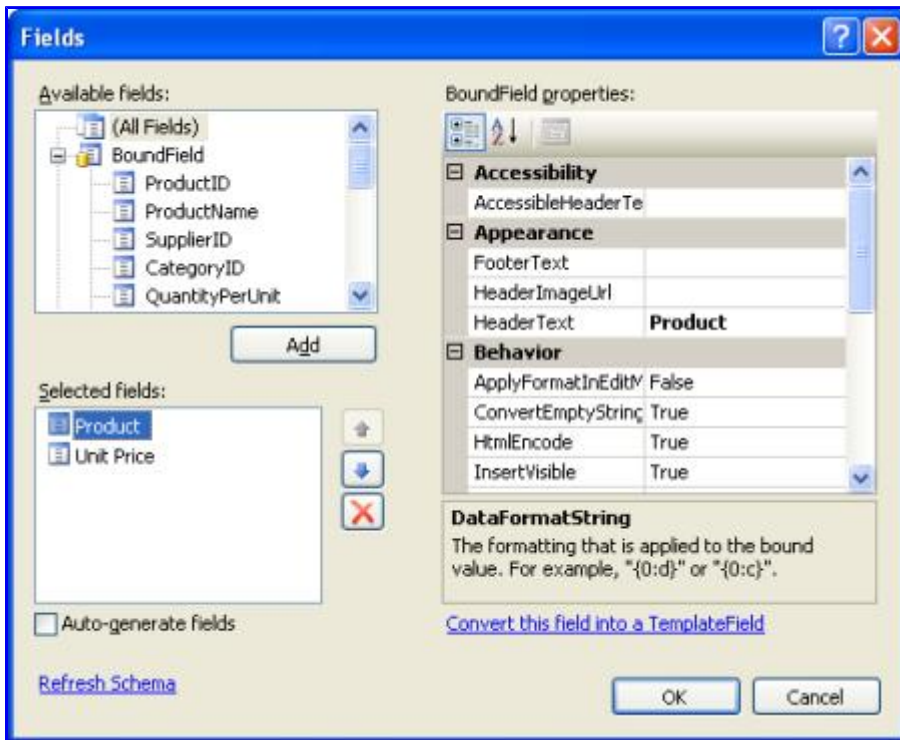 Fields
Available fields:
(All Fields)
BoundField
ProductID
ProductName
SupplierID
CategoryID
QuantityPerUnit
Add
Selected fields:
Product
Unit Price
Auto-generate fields
Refresh Schema
BoundField properties:
Accessibility
AccessibleHeaderTe
Appearance
FooterText
HeaderImageUrl
HeaderText Product
Behavior
ApplyFormatInEditM False
ConvertEmptyString True
HtmlEncode True
InsertVisible True
DataFormatString
The formatting that is applied to the bound
value. For example, "{0:d}" or "{0:c}".
Convert this field into a TemplateField
OK Cancel